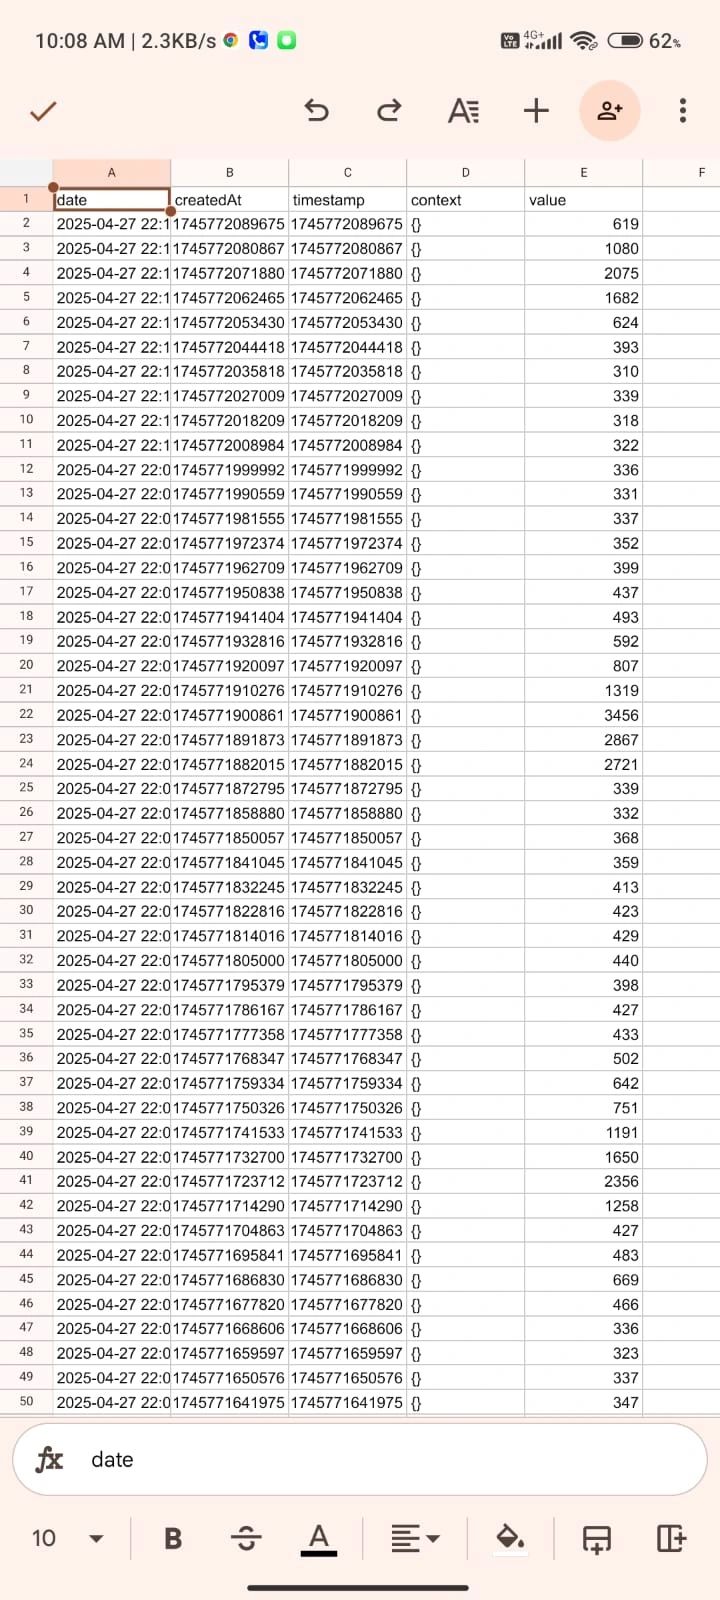 10:08 AM | 2.3KB/s Vo LTE 4G+ 62%
A B C D E F
1 date createdAt timestamp context value
2 2025-04-27 22:1 1745772089675 1745772089675 {} 619
3 2025-04-27 22:1 1745772080867 1745772080867 {} 1080
4 2025-04-27 22:1 1745772071880 1745772071880 {} 2075
5 2025-04-27 22:1 1745772062465 1745772062465 {} 1682
6 2025-04-27 22:1 1745772053430 1745772053430 {} 624
7 2025-04-27 22:1 1745772044418 1745772044418 {} 393
8 2025-04-27 22:1 1745772035818 1745772035818 {} 310
9 2025-04-27 22:1 1745772027009 1745772027009 {} 339
10 2025-04-27 22:1 1745772018209 1745772018209 {} 318
11 2025-04-27 22:1 1745772008984 1745772008984 {} 322
12 2025-04-27 22:0 1745771999992 1745771999992 {} 336
13 2025-04-27 22:0 1745771990559 1745771990559 {} 331
14 2025-04-27 22:0 1745771981555 1745771981555 {} 337
15 2025-04-27 22:0 1745771972374 1745771972374 {} 352
16 2025-04-27 22:0 1745771962709 1745771962709 {} 399
17 2025-04-27 22:0 1745771950838 1745771950838 {} 437
18 2025-04-27 22:0 1745771941404 1745771941404 {} 493
19 2025-04-27 22:0 1745771932816 1745771932816 {} 592
20 2025-04-27 22:0 1745771920097 1745771920097 {} 807
21 2025-04-27 22:0 1745771910276 1745771910276 {} 1319
22 2025-04-27 22:0 1745771900861 1745771900861 {} 3456
23 2025-04-27 22:0 1745771891873 1745771891873 {} 2867
24 2025-04-27 22:0 1745771882015 1745771882015 {} 2721
25 2025-04-27 22:0 1745771872795 1745771872795 {} 339
26 2025-04-27 22:0 1745771858880 1745771858880 {} 332
27 2025-04-27 22:0 1745771850057 1745771850057 {} 368
28 2025-04-27 22:0 1745771841045 1745771841045 {} 359
29 2025-04-27 22:0 1745771832245 1745771832245 {} 413
30 2025-04-27 22:0 1745771822816 1745771822816 {} 423
31 2025-04-27 22:0 1745771814016 1745771814016 {} 429
32 2025-04-27 22:0 1745771805000 1745771805000 {} 440
33 2025-04-27 22:0 1745771795379 1745771795379 {} 398
34 2025-04-27 22:0 1745771786167 1745771786167 {} 427
35 2025-04-27 22:0 1745771777358 1745771777358 {} 433
36 2025-04-27 22:0 1745771768347 1745771768347 {} 502
37 2025-04-27 22:0 1745771759334 1745771759334 {} 642
38 2025-04-27 22:0 1745771750326 1745771750326 {} 751
39 2025-04-27 22:0 1745771741533 1745771741533 {} 1191
40 2025-04-27 22:0 1745771732700 1745771732700 {} 1650
41 2025-04-27 22:0 1745771723712 1745771723712 {} 2356
42 2025-04-27 22:0 1745771714290 1745771714290 {} 1258
43 2025-04-27 22:0 1745771704863 1745771704863 {} 427
44 2025-04-27 22:0 1745771695841 1745771695841 {} 483
45 2025-04-27 22:0 1745771686830 1745771686830 {} 669
46 2025-04-27 22:0 1745771677820 1745771677820 {} 466
47 2025-04-27 22:0 1745771668606 1745771668606 {} 336
48 2025-04-27 22:0 1745771659597 1745771659597 {} 323
49 2025-04-27 22:0 1745771650576 1745771650576 {} 337
50 2025-04-27 22:0 1745771641975 1745771641975 {} 347
fx date
10 B S A